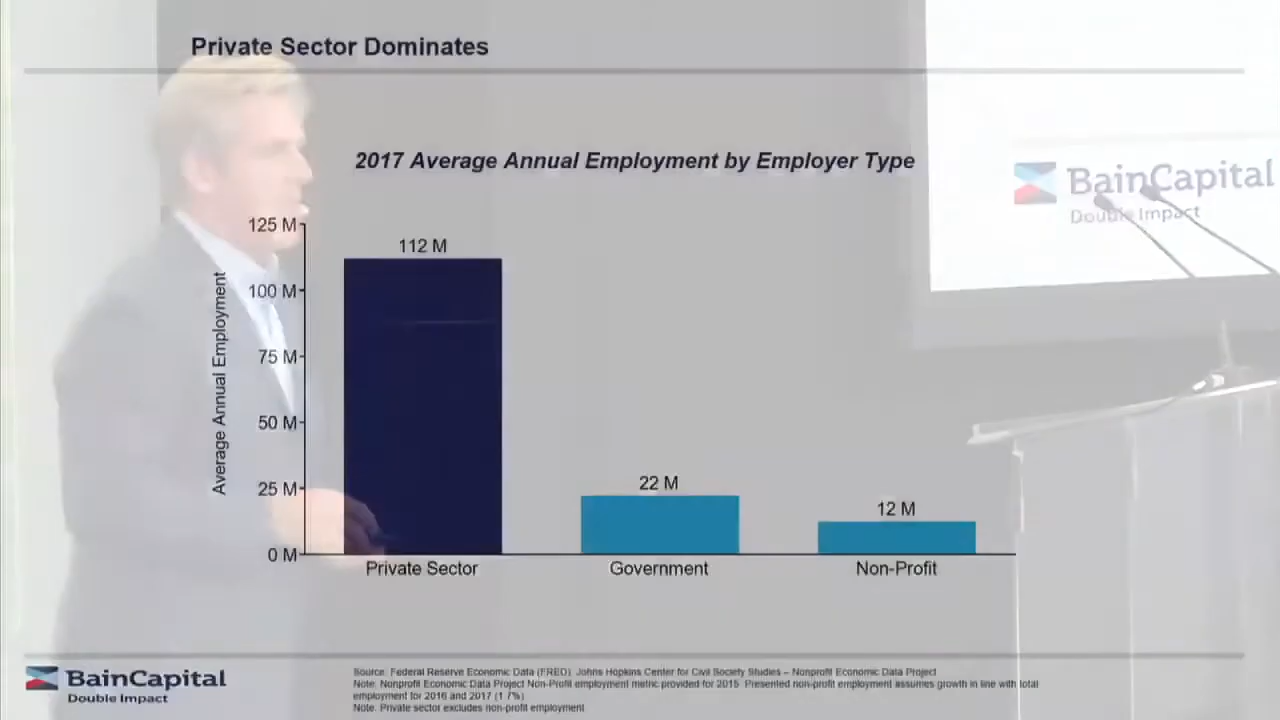 Private Sector Dominates
2017 Average Annual Employment by Employer Type
BainCapital
Double Impact
125 M
100 M
75 M
50 M
25 M
0 M
Average Annual Employment
112 M
22 M
12 M
Private Sector
Government
Non-Profit
BainCapital
Double Impact
Source: Federal Reserve Economic Data (FRED). Johns Hopkins Center for Civil Society Studies – Nonprofit Economic Data Project
Note: Nonprofit Economic Data Project Non-Profit employment metric provided for 2015. Presented non-profit employment assumes growth in line with total
employment for 2016 and 2017 (1.7%)
Note: Private sector excludes non-profit employment